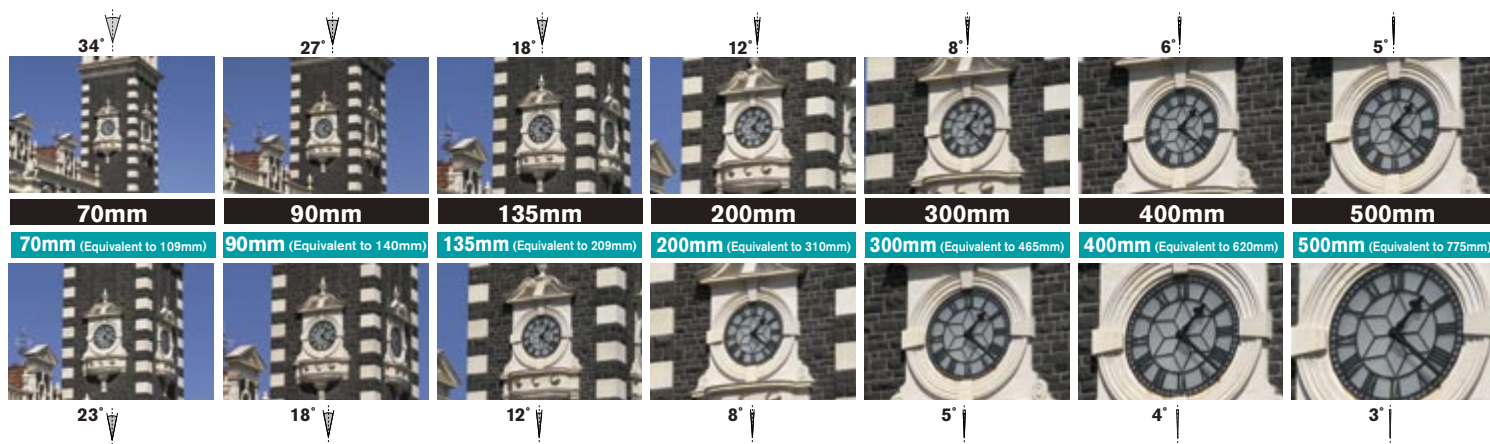 34° 27° 18° 12° 8° 6° 5°
70mm 90mm 135mm 200mm 300mm 400mm 500mm
70mm (Equivalent to 109mm) 90mm (Equivalent to 140mm) 135mm (Equivalent to 209mm) 200mm (Equivalent to 310mm) 300mm (Equivalent to 465mm) 400mm (Equivalent to 620mm) 500mm (Equivalent to 775mm)
23° 18° 12° 8° 5° 4° 3°